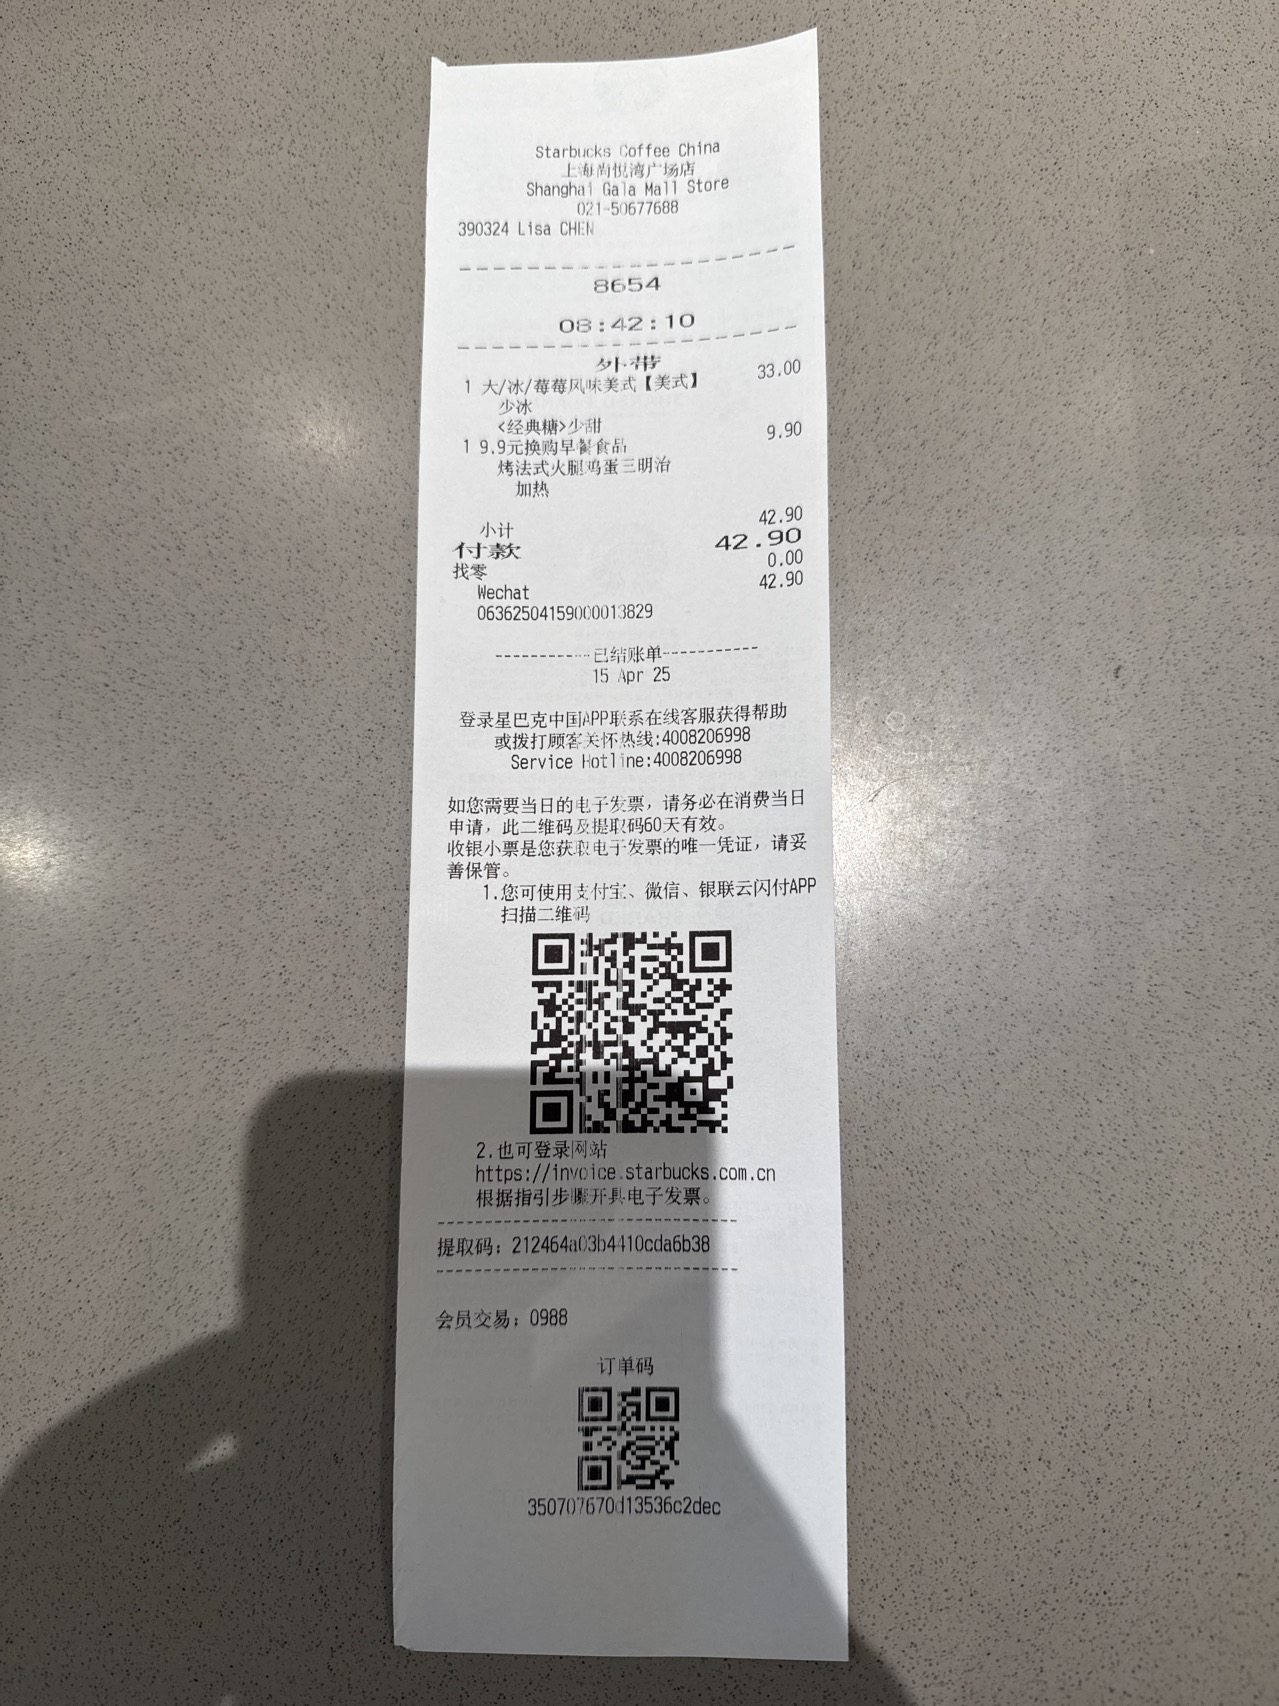 Starbucks Coffee China
上海尚悦湾广场店
Shanghai Gala Mall Store
021-50677688
390324 Lisa CHEN
8654
08:42:10
外带
1 大/冰/莓莓风味美式【美式】 33.00
少冰
<经典糖>少甜
1 9.9元换购早餐食品 9.90
烤法式火腿鸡蛋三明治
加热
小计 42.90
付款 42.90
找零 0.00
Wechat 42.90
06362504159000013829
-----------已结账单-----------
15 Apr 25
登录星巴克中国APP联系在线客服获得帮助
或拨打顾客关怀热线:4008206998
Service Hotline:4008206998
如您需要当日的电子发票，请务必在消费当日
申请，此二维码及提取码60天有效。
收银小票是您获取电子发票的唯一凭证，请妥
善保管。
1.您可使用支付宝、微信、银联云闪付APP
扫描二维码
2.也可登录网站
https://invoice.starbucks.com.cn
根据指引步骤开具电子发票。
提取码：212464a03b4410cda6b38
会员交易：0988
订单码
350707670d13536c2dec